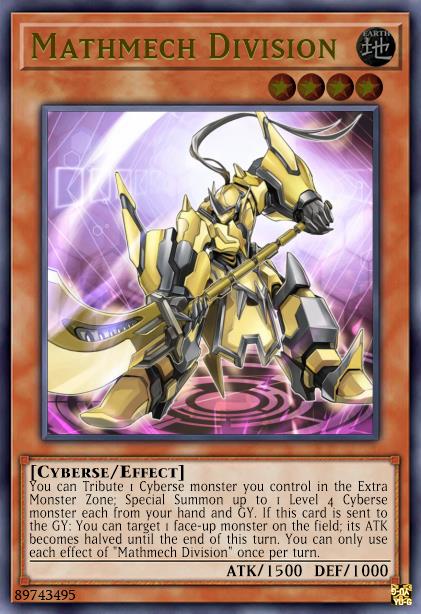 MATHMECH DIVISION
EARTH
地
[CYBERSE/EFFECT]
You can Tribute 1 Cyberse monster you control in the Extra
Monster Zone; Special Summon up to 1 Level 4 Cyberse
monster each from your hand and GY. If this card is sent to
the GY: You can target 1 face-up monster on the field; its ATK
becomes halved until the end of this turn. You can only use
each effect of "Mathmech Division" once per turn.
ATK/1500 DEF/1000
89743495